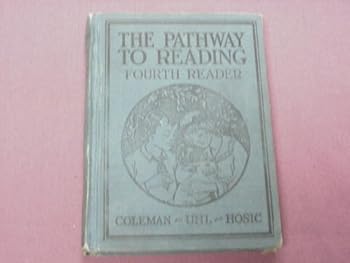 THE PATHWAY
TO READING
FOURTH READER
COLEMAN – UHL – HOSIC